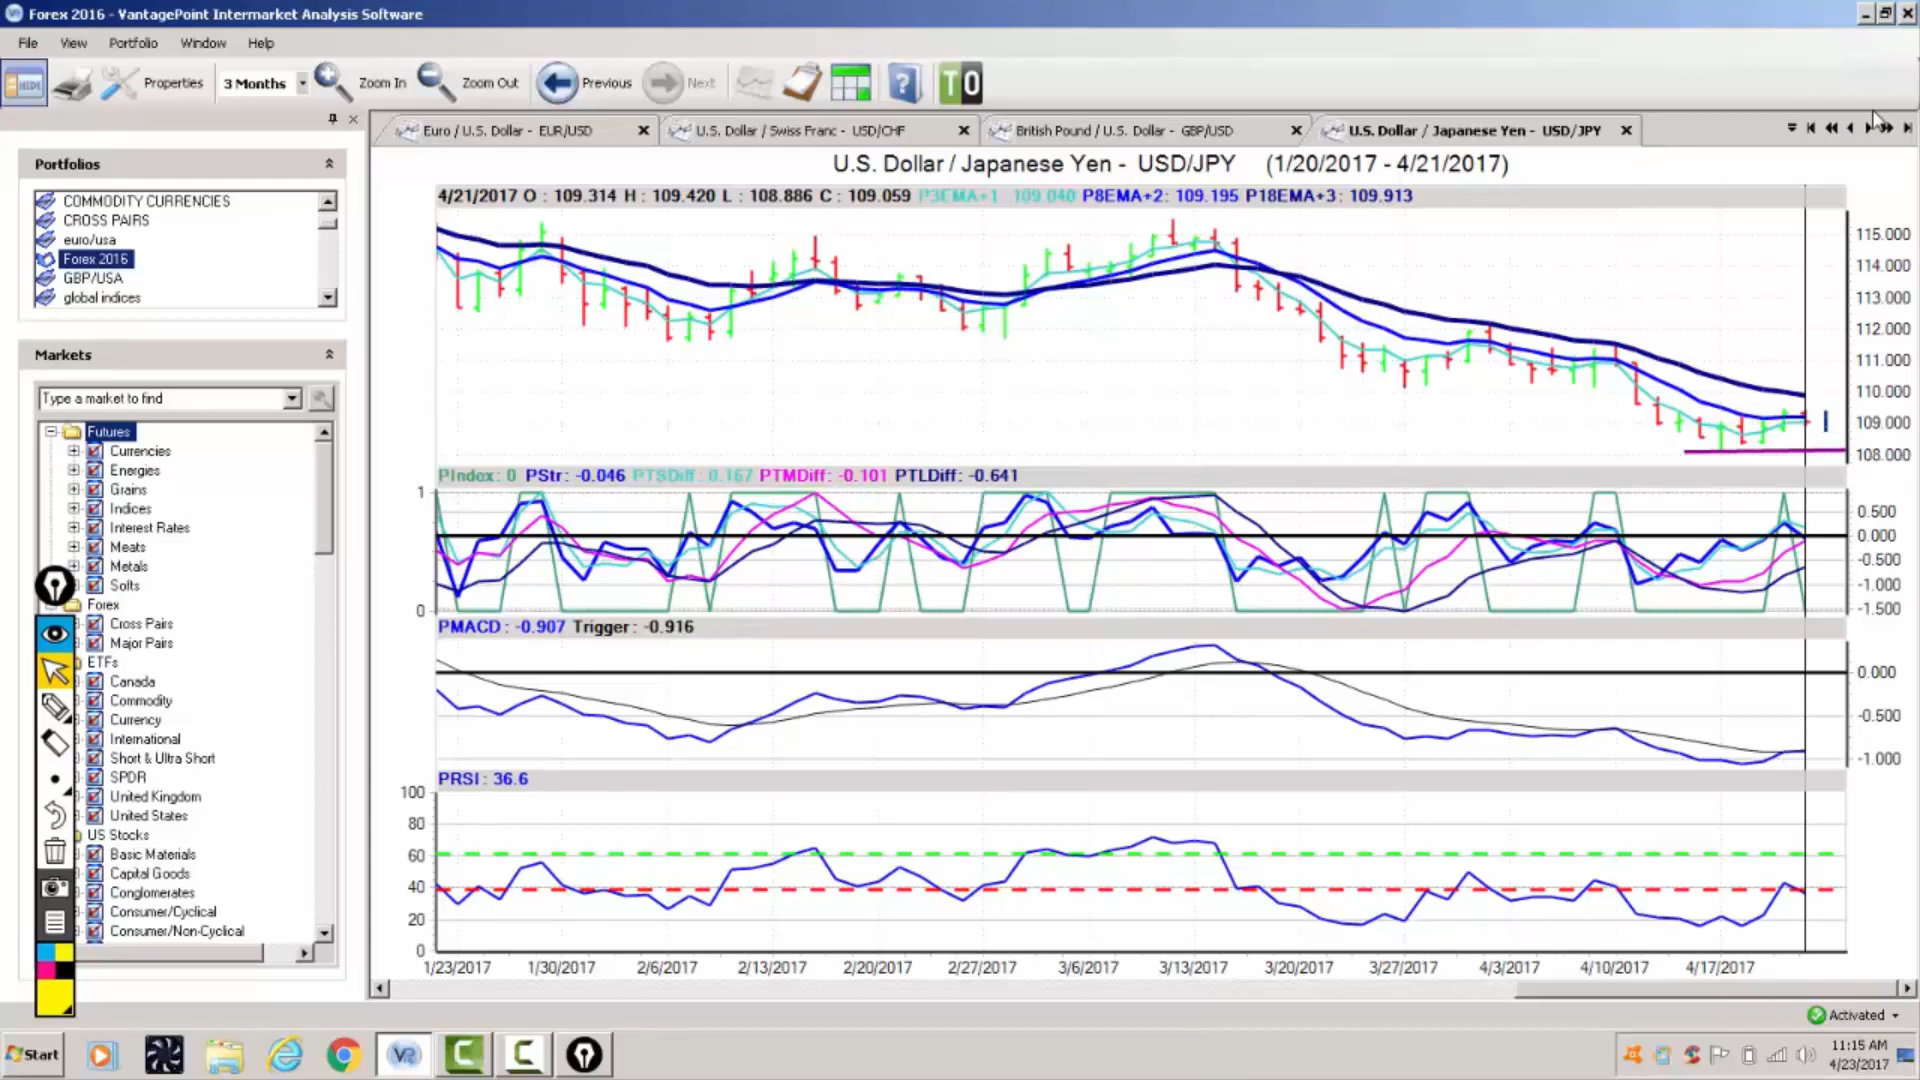 Forex 2016 - VantagePoint Intermarket Analysis Software
File View Portfolio Window Help
HIDE Properties 3 Months Zoom In Zoom Out Previous Next TO
Euro / U.S. Dollar - EUR/USD
U.S. Dollar / Swiss Franc - USD/CHF
British Pound / U.S. Dollar - GBP/USD
U.S. Dollar / Japanese Yen - USD/JPY
Portfolios
COMMODITY CURRENCIES
CROSS PAIRS
euro/usa
Forex 2016
GBP/USA
global indices
Markets
Type a market to find
Futures
Currencies
Energies
Grains
Indices
Interest Rates
Meats
Metals
Softs
Forex
Cross Pairs
Major Pairs
ETFs
Canada
Commodity
Currency
International
Short & Ultra Short
SPDR
United Kingdom
United States
US Stocks
Basic Materials
Capital Goods
Conglomerates
Consumer/Cyclical
Consumer/Non-Cyclical
U.S. Dollar / Japanese Yen - USD/JPY (1/20/2017 - 4/21/2017)
4/21/2017 O : 109.314 H : 109.420 L : 108.886 C : 109.059 P3EMA+1 109.040 P8EMA+2: 109.195 P18EMA+3: 109.913
115.000
114.000
113.000
112.000
111.000
110.000
109.000
108.000
PIndex: 0 PStr: -0.046 PTSDiff: 0.167 PTMDiff: -0.101 PTLDiff: -0.641
1
0
0.500
0.000
-0.500
-1.000
-1.500
PMACD : -0.907 Trigger : -0.916
0.000
-0.500
-1.000
PRSI : 36.6
100
80
60
40
20
0
1/23/2017 1/30/2017 2/6/2017 2/13/2017 2/20/2017 2/27/2017 3/6/2017 3/13/2017 3/20/2017 3/27/2017 4/3/2017 4/10/2017 4/17/2017
Activated
Start
11:15 AM
4/23/2017